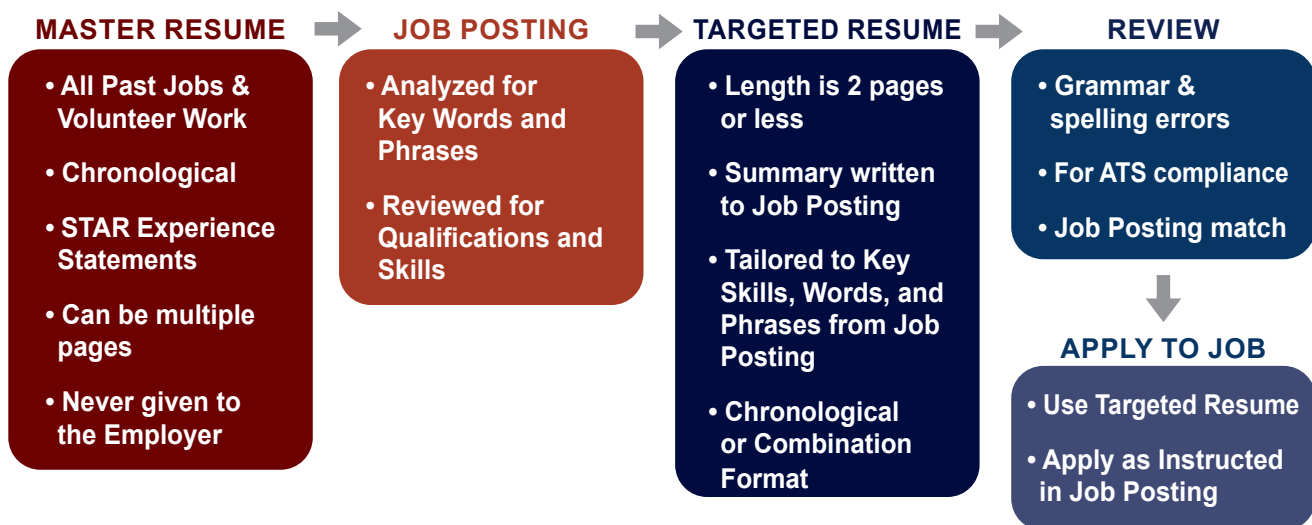 MASTER RESUME
• All Past Jobs &
Volunteer Work
• Chronological
• STAR Experience
Statements
• Can be multiple
pages
• Never given to
the Employer
JOB POSTING
• Analyzed for
Key Words and
Phrases
• Reviewed for
Qualifications and
Skills
TARGETED RESUME
• Length is 2 pages
or less
• Summary written
to Job Posting
• Tailored to Key
Skills, Words, and
Phrases from Job
Posting
• Chronological
or Combination
Format
REVIEW
• Grammar &
spelling errors
• For ATS compliance
• Job Posting match
APPLY TO JOB
• Use Targeted Resume
• Apply as Instructed
in Job Posting